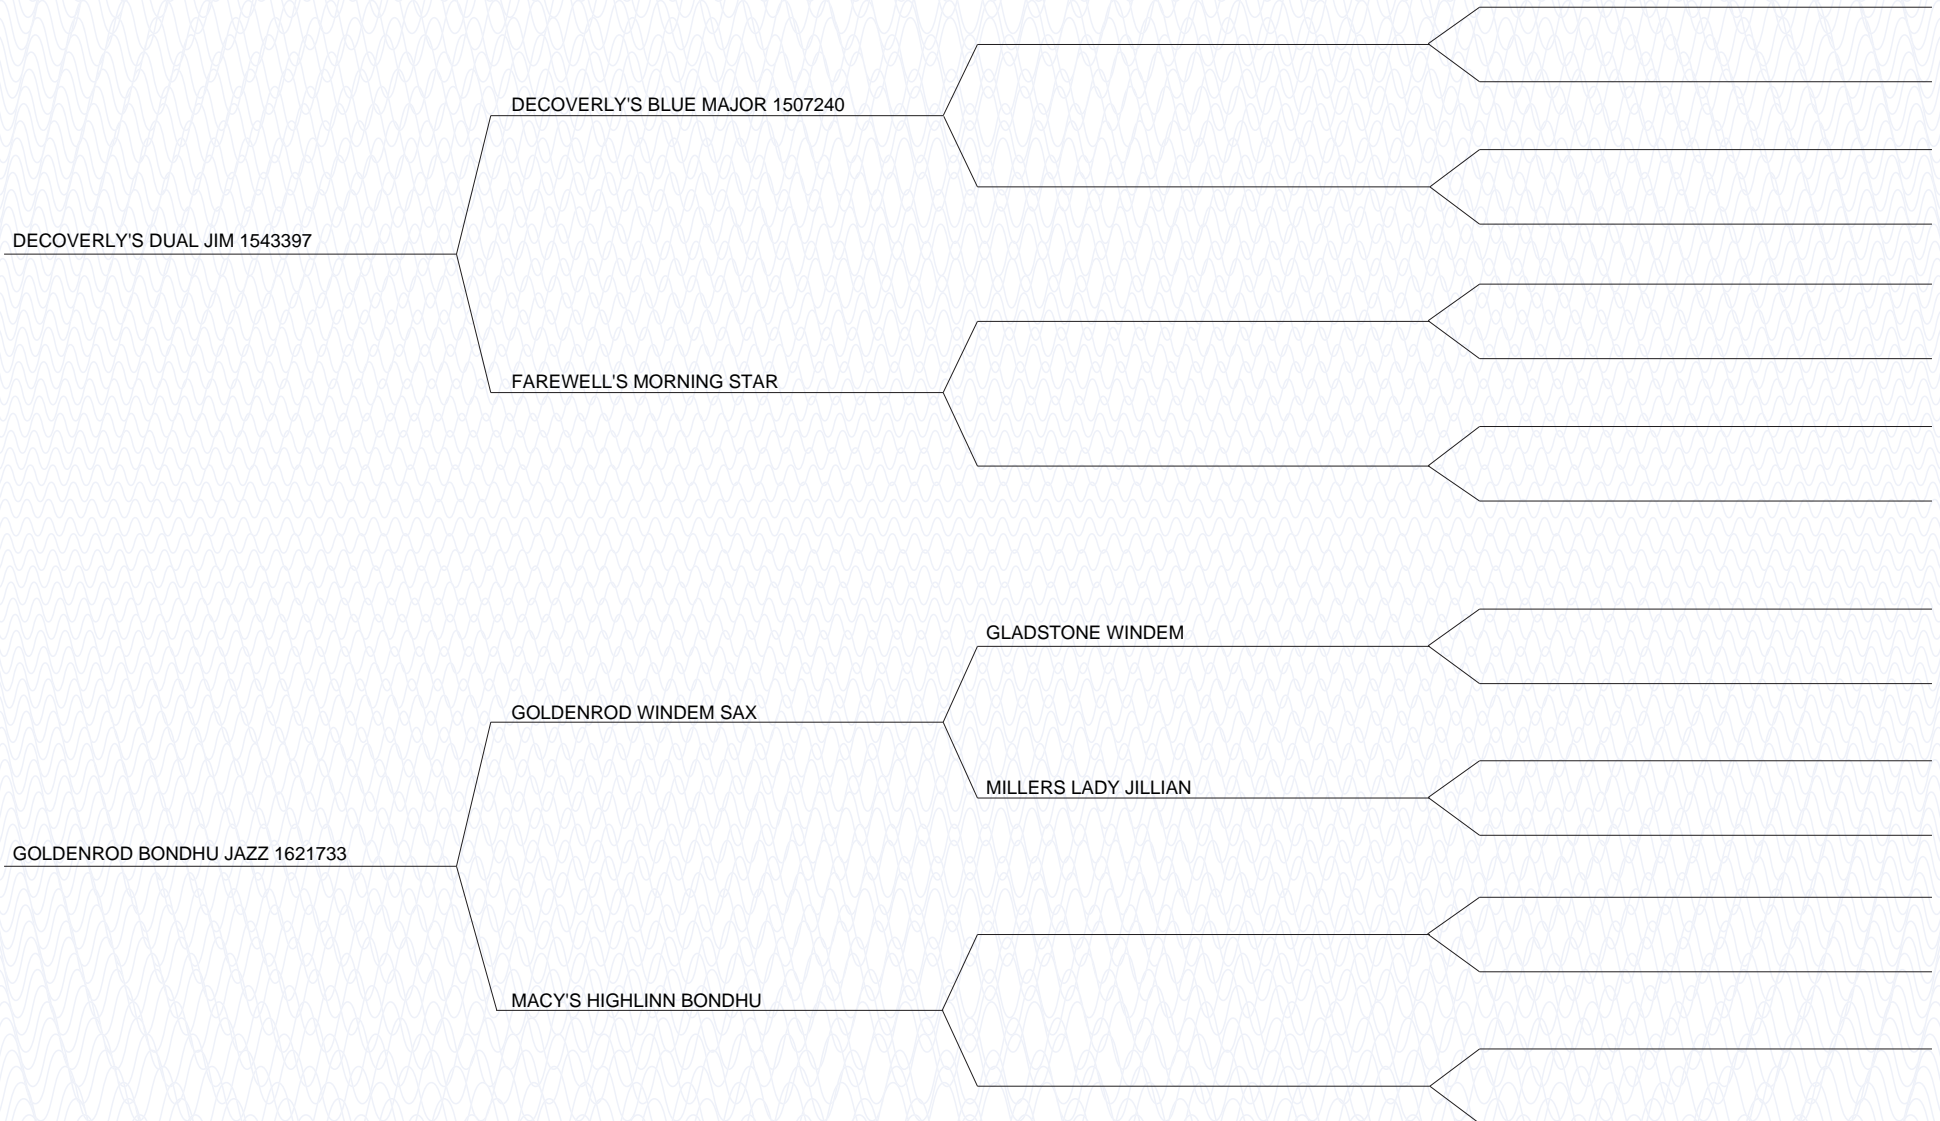 DECOVERLY'S BLUE MAJOR 1507240
DECOVERLY'S DUAL JIM 1543397
FAREWELL'S MORNING STAR
GLADSTONE WINDEM
GOLDENROD WINDEM SAX
MILLERS LADY JILLIAN
GOLDENROD BONDHU JAZZ 1621733
MACY'S HIGHLINN BONDHU